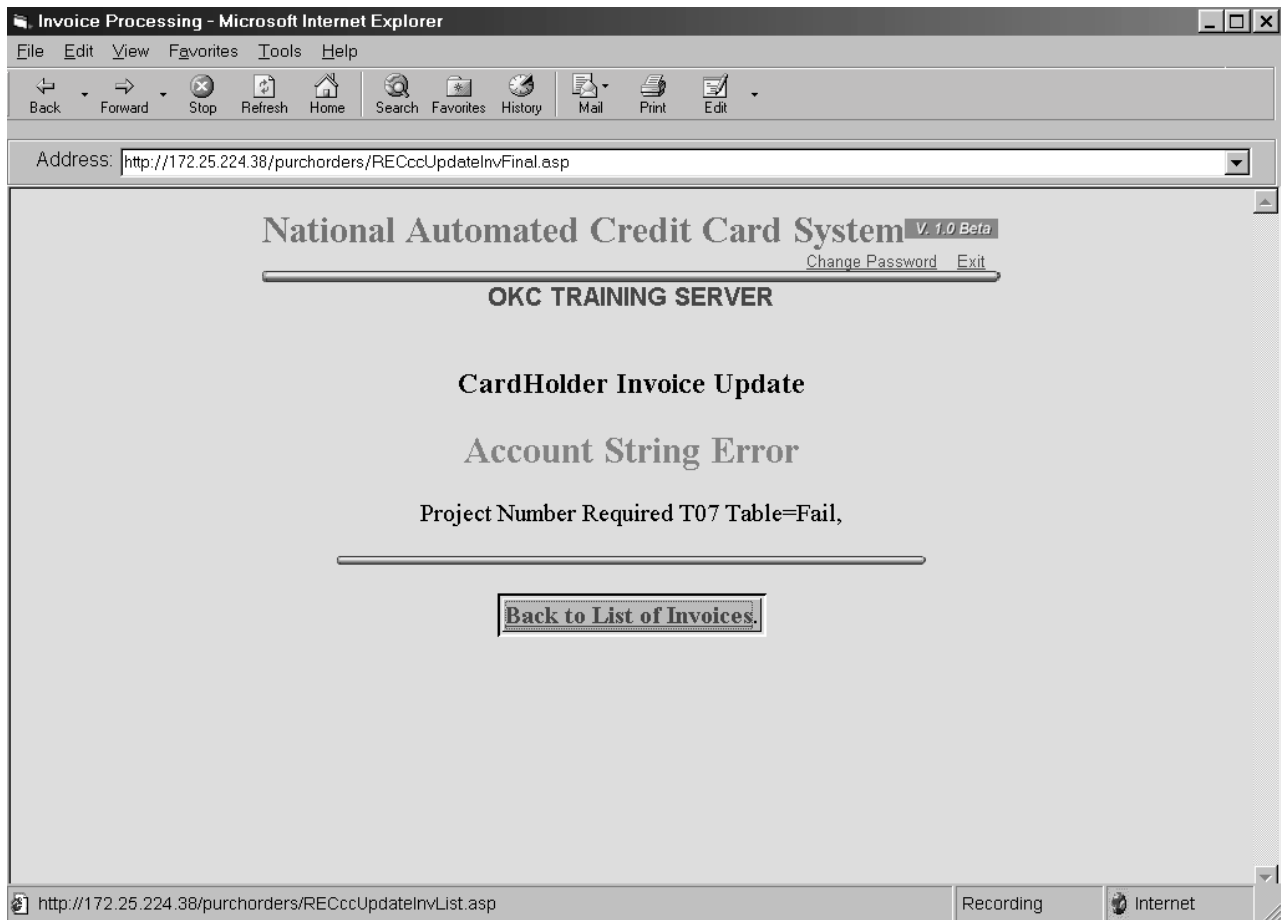 Invoice Processing - Microsoft Internet Explorer
File Edit View Favorites Tools Help
Back Forward Stop Refresh Home Search Favorites History Mail Print Edit
Address: http://172.25.224.38/purchorders/RECccUpdateInvFinal.asp
National Automated Credit Card System V. 1.0 Beta
Change Password Exit
OKC TRAINING SERVER
CardHolder Invoice Update
Account String Error
Project Number Required T07 Table=Fail,
Back to List of Invoices.
http://172.25.224.38/purchorders/RECccUpdateInvList.asp Recording Internet